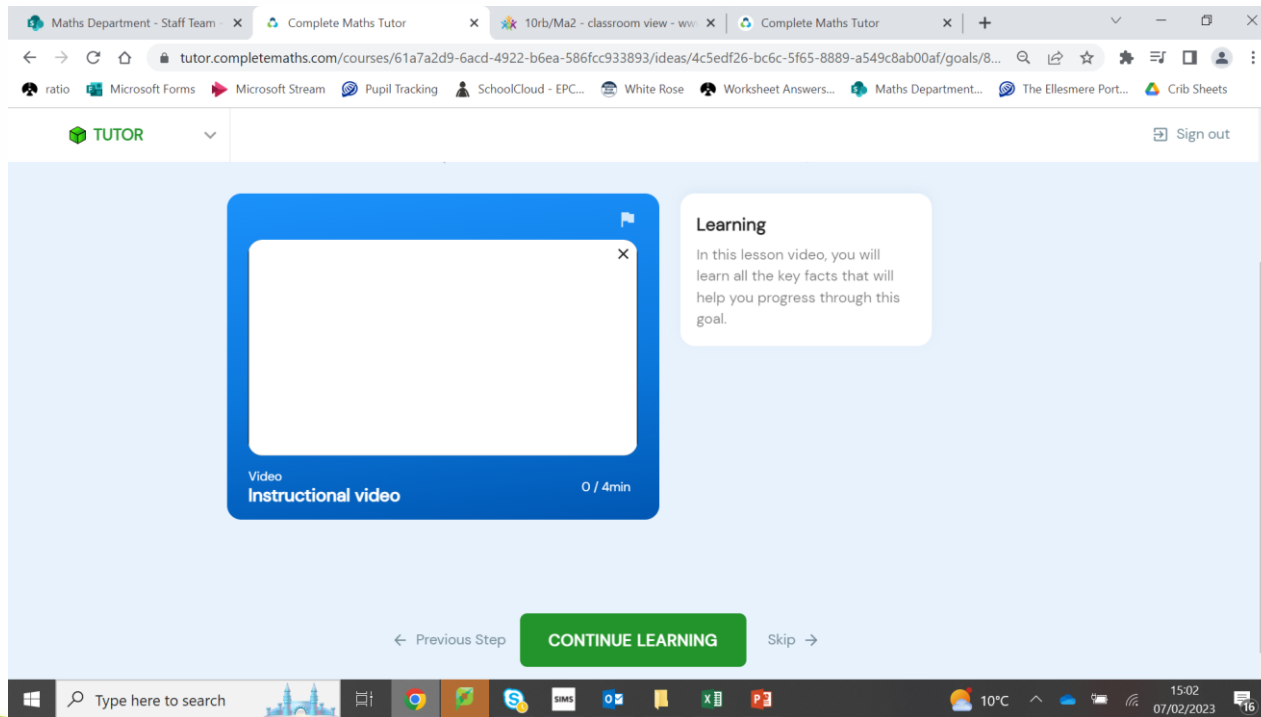 Maths Department - Staff Team -
Complete Maths Tutor
10rb/Ma2 - classroom view - ww
Complete Maths Tutor
tutor.completemaths.com/courses/61a7a2d9-6acd-4922-b6ea-586fcc933893/ideas/4c5edf26-bc6c-5f65-8889-a549c8ab00af/goals/8...
ratio Microsoft Forms Microsoft Stream Pupil Tracking SchoolCloud - EPC... White Rose Worksheet Answers... Maths Department... The Ellesmere Port... Crib Sheets
TUTOR
Sign out
Learning
In this lesson video, you will
learn all the key facts that will
help you progress through this
goal.
Video
Instructional video
0 / 4min
← Previous Step
CONTINUE LEARNING
Skip →
Type here to search
SIMS
10°C
15:02
07/02/2023
16